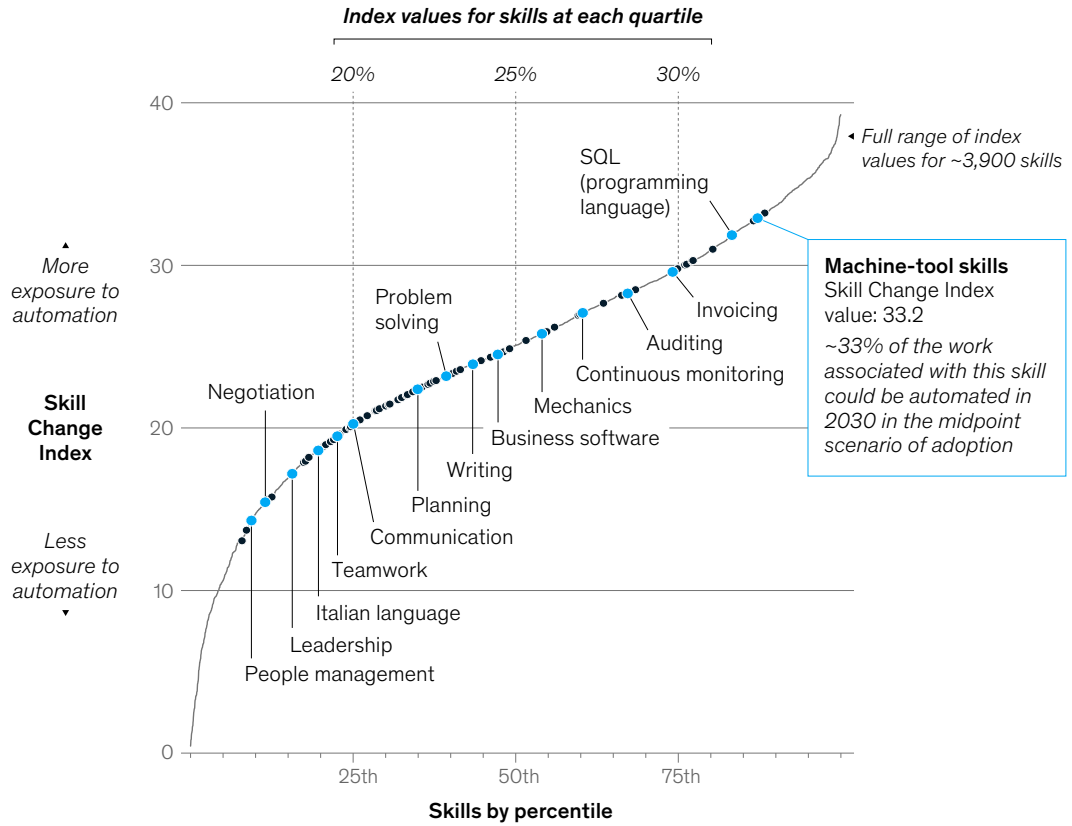 Index values for skills at each quartile
20%
25%
30%
40
30
20
10
0
Full range of index
values for ~3,900 skills
SQL
(programming
language)
More
exposure to
automation
Skill
Change
Index
Less
exposure to
automation
Machine-tool skills
Skill Change Index
value: 33.2
~33% of the work
associated with this skill
could be automated in
2030 in the midpoint
scenario of adoption
Problem
solving
Invoicing
Auditing
Continuous monitoring
Negotiation
Mechanics
Business software
Writing
Planning
Communication
Teamwork
Italian language
Leadership
People management
25th
50th
75th
Skills by percentile